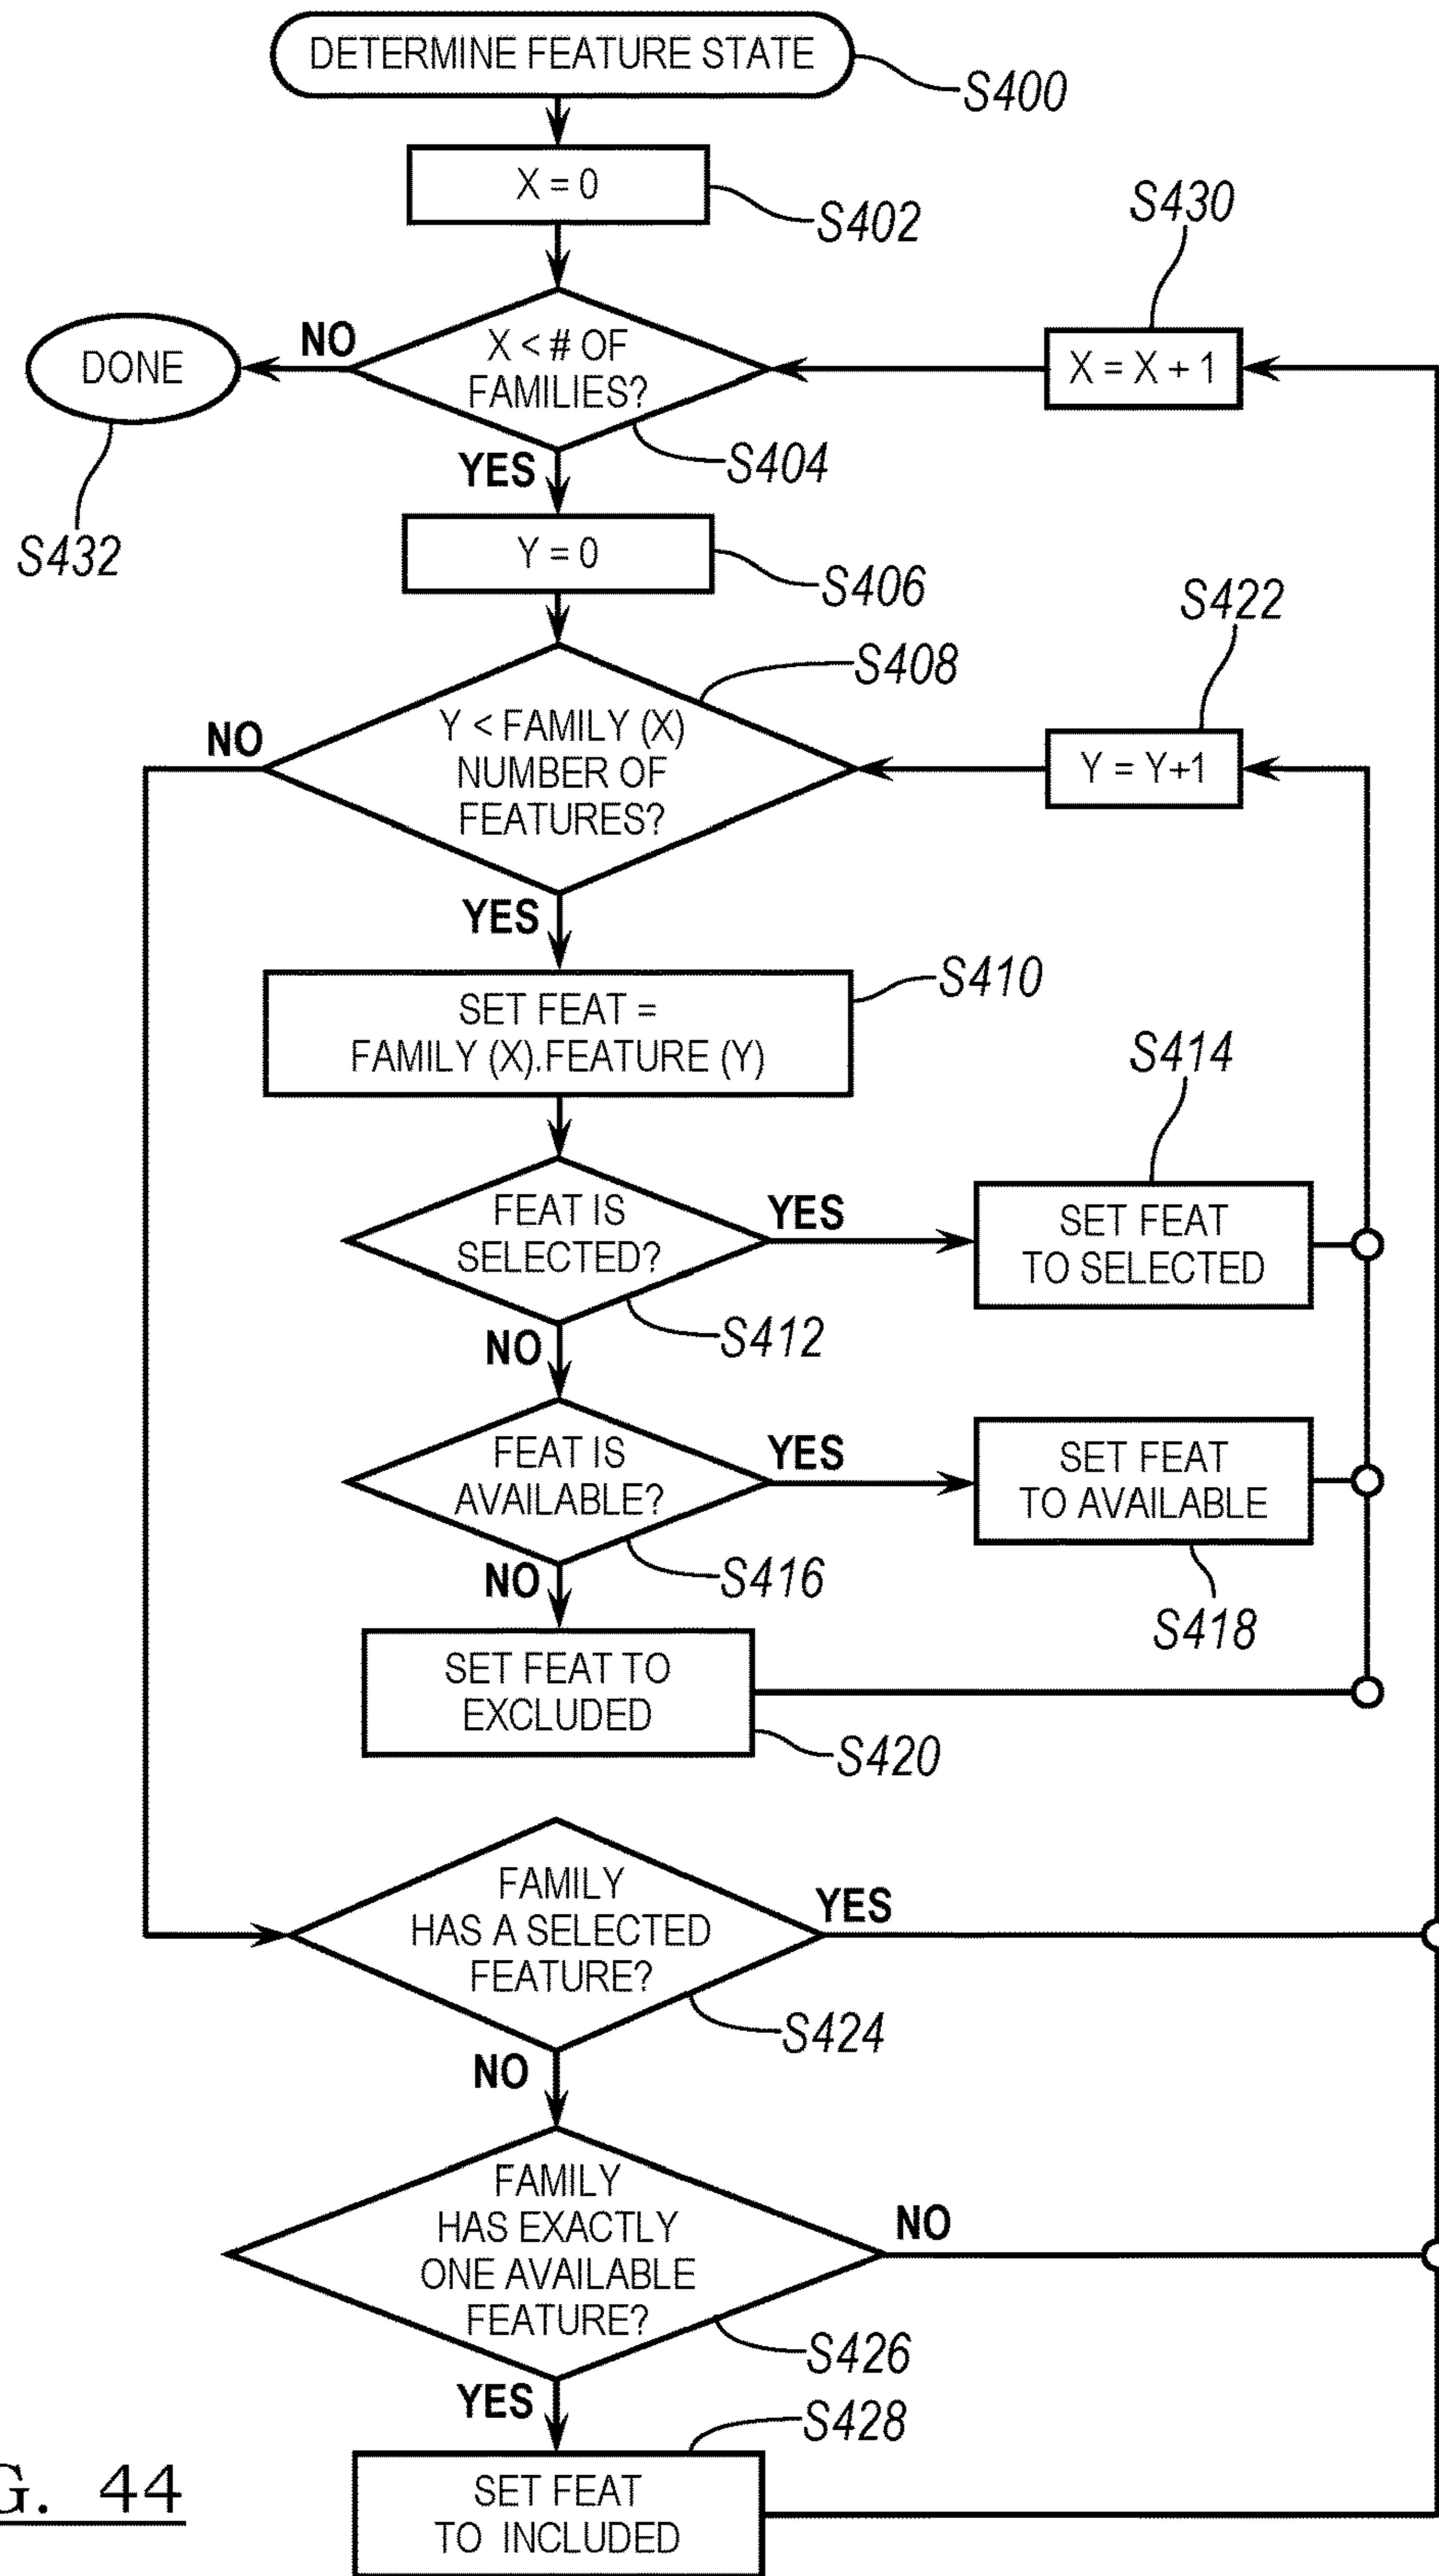 DETERMINE FEATURE STATE
S400
X = 0
S402
S430
X < # OF
FAMILIES?
NO
DONE
X = X + 1
S404
YES
S432
Y = 0
S406
S422
S408
Y < FAMILY (X)
NUMBER OF
FEATURES?
NO
Y = Y+1
YES
S410
SET FEAT =
FAMILY (X).FEATURE (Y)
S414
FEAT IS
SELECTED?
YES
SET FEAT
TO SELECTED
S412
NO
FEAT IS
AVAILABLE?
YES
SET FEAT
TO AVAILABLE
S416
NO
S418
SET FEAT TO
EXCLUDED
S420
FAMILY
HAS A SELECTED
FEATURE?
YES
S424
NO
FAMILY
HAS EXACTLY
ONE AVAILABLE
FEATURE?
NO
S426
YES
S428
SET FEAT
TO INCLUDED
G. 44